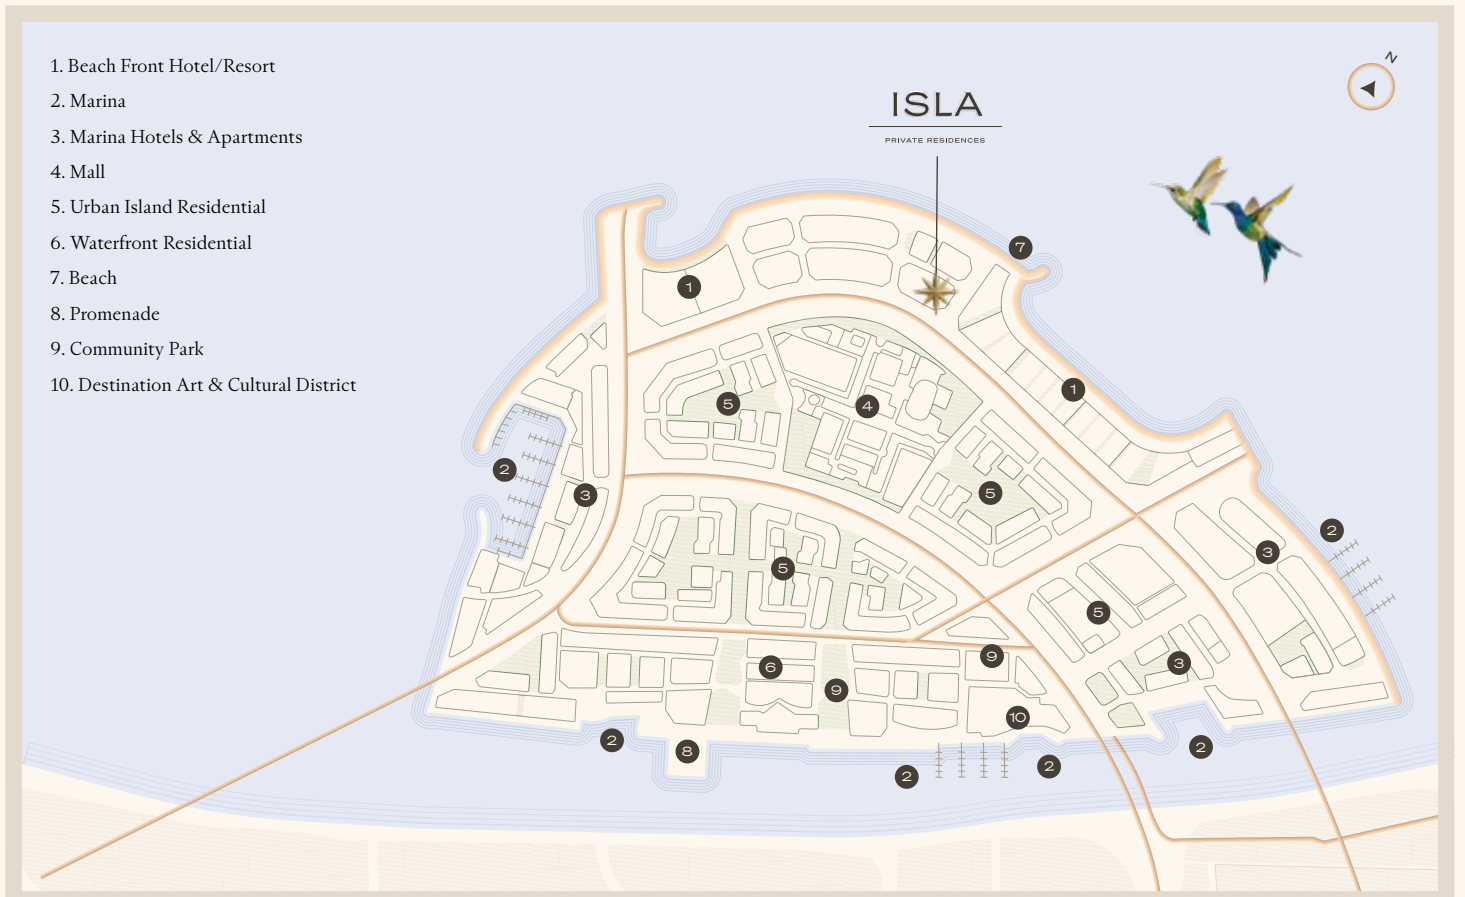 1. Beach Front Hotel/Resort
2. Marina
3. Marina Hotels & Apartments
4. Mall
5. Urban Island Residential
6. Waterfront Residential
7. Beach
8. Promenade
9. Community Park
10. Destination Art & Cultural District
N
ISLA
PRIVATE RESIDENCES
7
1
1
5
4
2
3
5
2
3
5
5
6
9
9
3
10
2
8
2
2
2